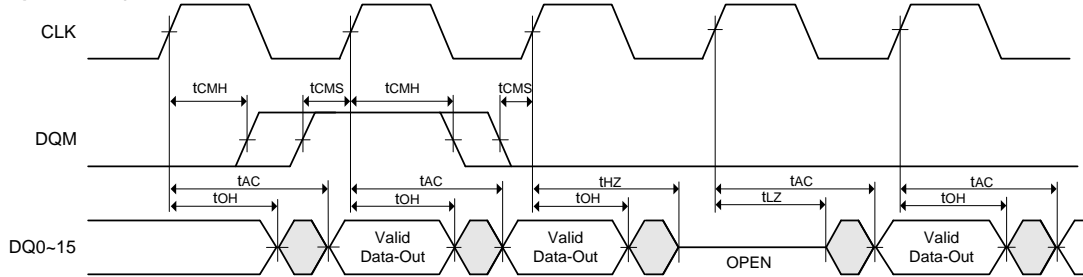 CLK
tCMH
tCMS
tCMH
tCMS
DQM
tAC
tAC
tHZ
tAC
tAC
tOH
tOH
tOH
tLZ
tOH
DQ0~15
Valid
Data-Out
Valid
Data-Out
OPEN
Valid
Data-Out